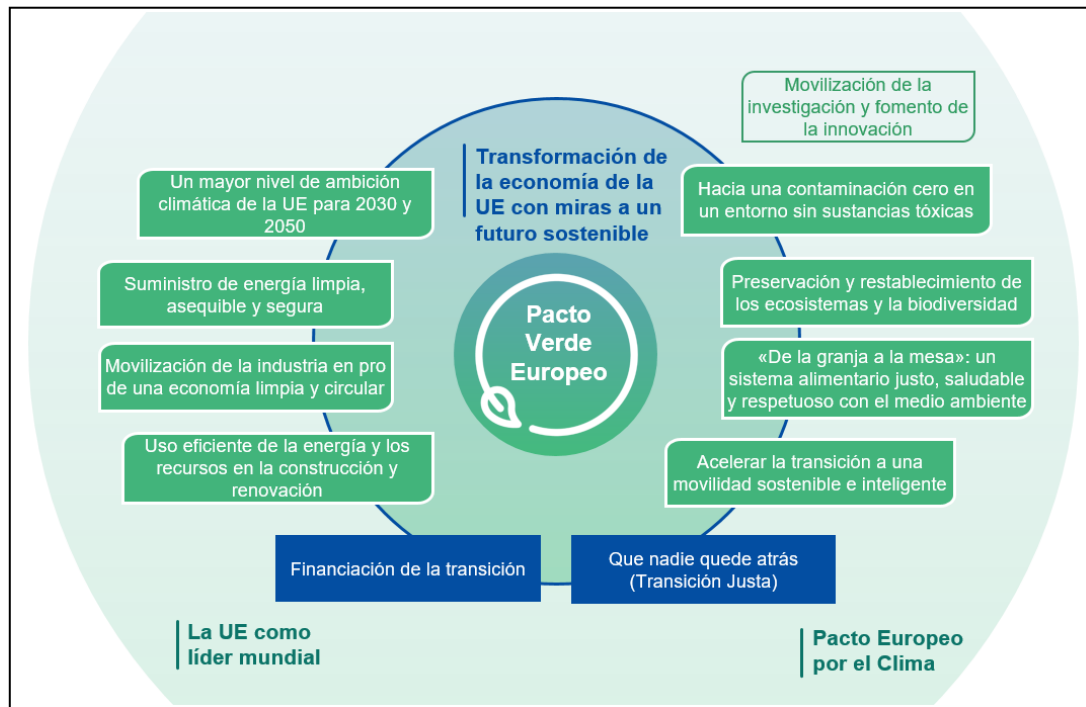 Movilización de la
investigación y fomento de
la innovación
Transformación de
la economía de la
UE con miras a un
futuro sostenible
Un mayor nivel de ambición
climática de la UE para 2030 y
2050
Hacia una contaminación cero en
un entorno sin sustancias tóxicas
Suministro de energía limpia,
asequible y segura
Preservación y restablecimiento de
los ecosistemas y la biodiversidad
Pacto
Verde
Europeo
Movilización de la industria en pro
de una economía limpia y circular
«De la granja a la mesa»: un
sistema alimentario justo, saludable
y respetuoso con el medio ambiente
Uso eficiente de la energía y los
recursos en la construcción y
renovación
Acelerar la transición a una
movilidad sostenible e inteligente
Financiación de la transición
Que nadie quede atrás
(Transición Justa)
La UE como
líder mundial
Pacto Europeo
por el Clima